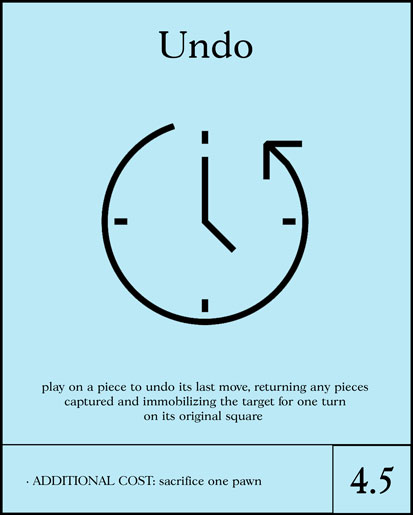 Undo
play on a piece to undo its last move, returning any pieces
captured and immobilizing the target for one turn
on its original square
· ADDITIONAL COST: sacrifice one pawn
4.5